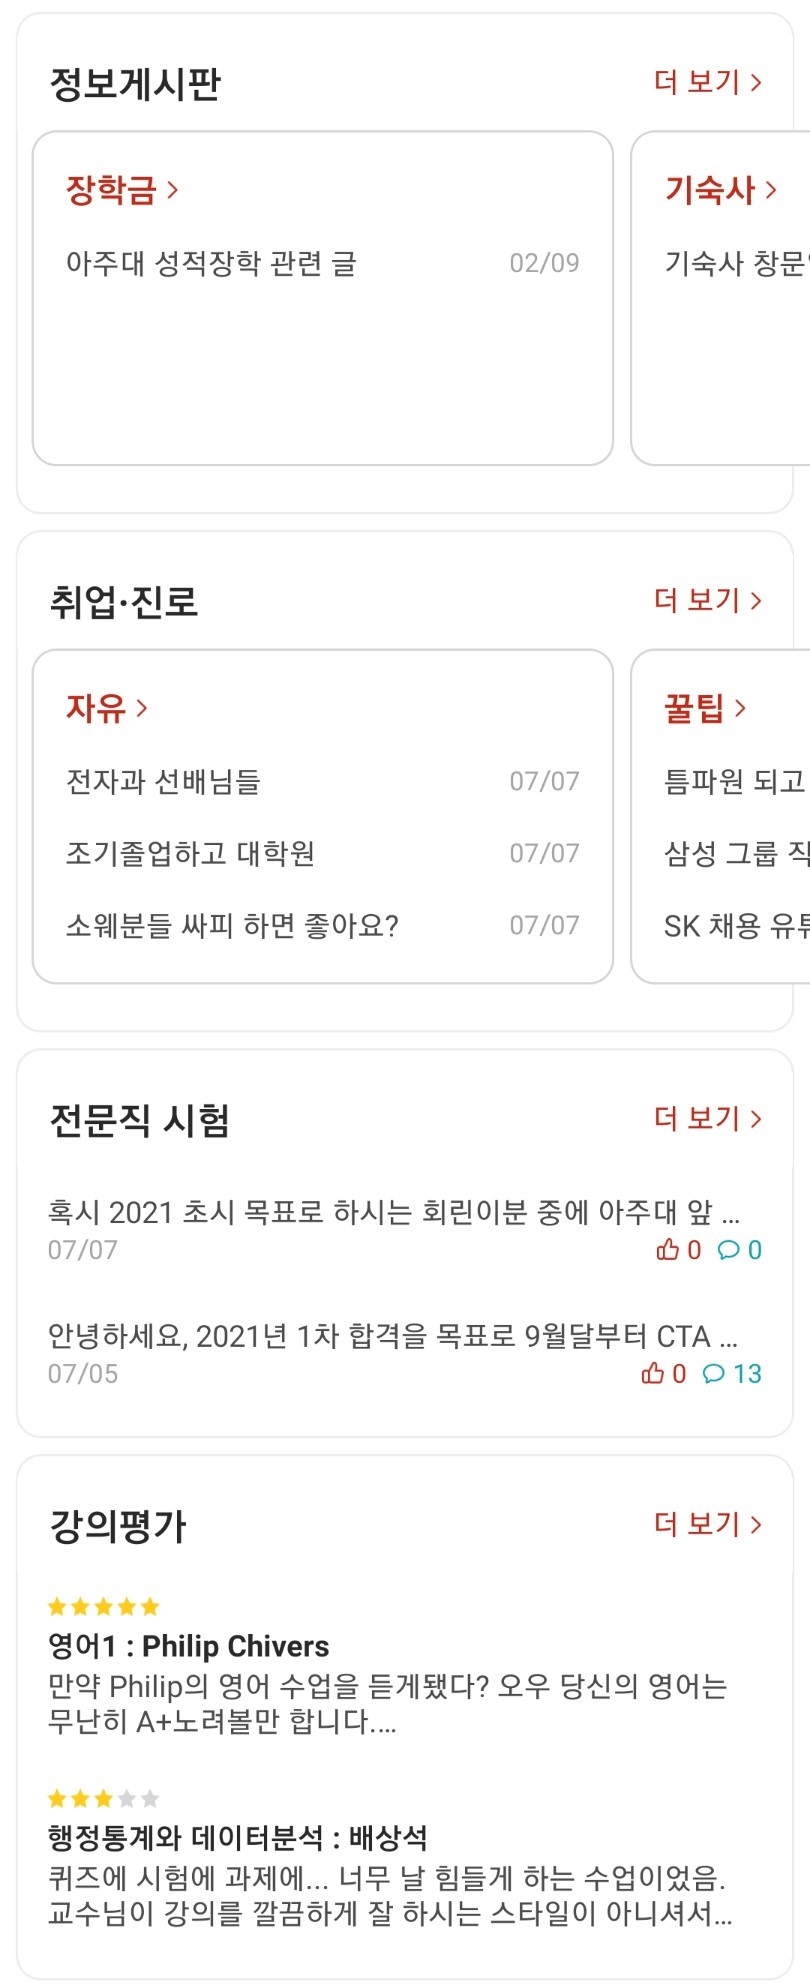 정보게시판
더 보기 >
장학금 >
아주대 성적장학 관련 글 02/09
기숙사 >
기숙사 창문
취업·진로
더 보기 >
자유 >
전자과 선배님들 07/07
조기졸업하고 대학원 07/07
소웨분들 싸피 하면 좋아요? 07/07
꿀팁 >
틈파원 되고
삼성 그룹
SK 채용
전문직 시험
더 보기 >
혹시 2021 초시 목표로 하시는 회린이분 중에 아주대 앞 ...
07/07 0 0
안녕하세요, 2021년 1차 합격을 목표로 9월달부터 CTA ...
07/05 0 13
강의평가
더 보기 >
영어1 : Philip Chivers
만약 Philip의 영어 수업을 듣게됐다? 오우 당신의 영어는
무난히 A+노려볼만 합니다....
행정통계와 데이터분석 : 배상석
퀴즈에 시험에 과제에... 너무 날 힘들게 하는 수업이었음.
교수님이 강의를 깔끔하게 잘 하시는 스타일이 아니셔서...